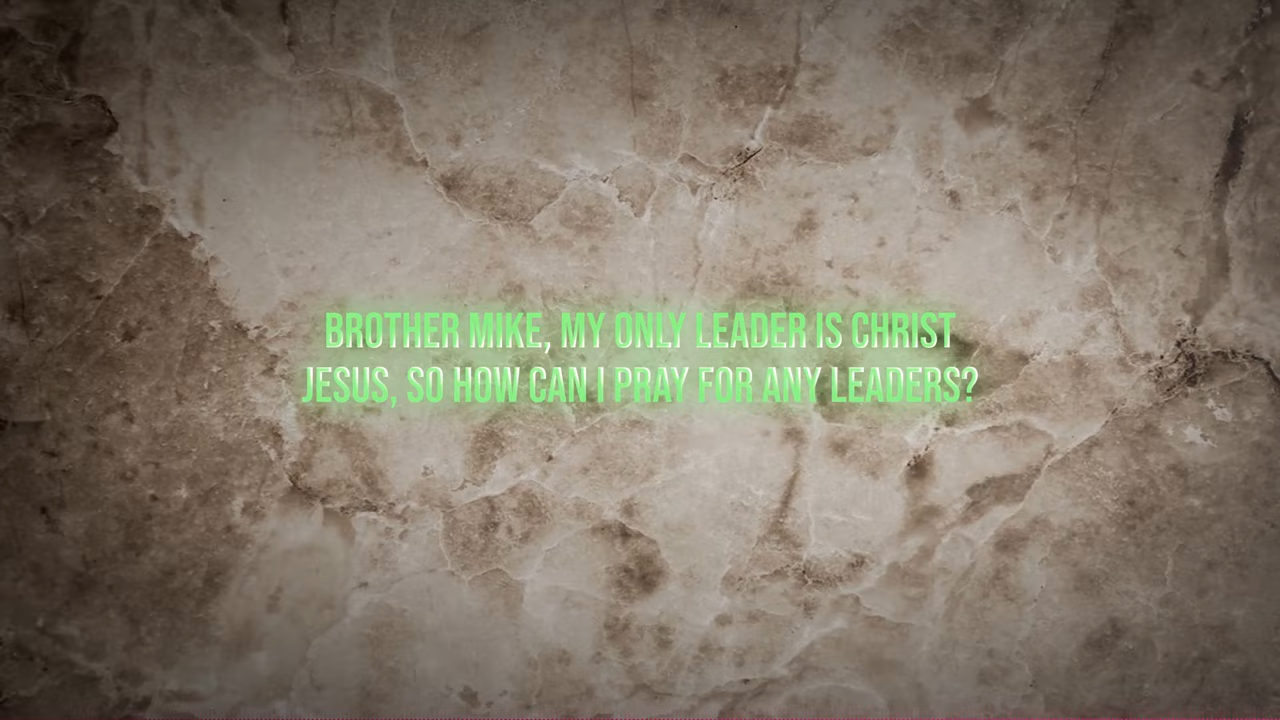 BROTHER MIKE, MY ONLY LEADER IS CHRIST
JESUS, SO HOW CAN I PRAY FOR ANY LEADERS?